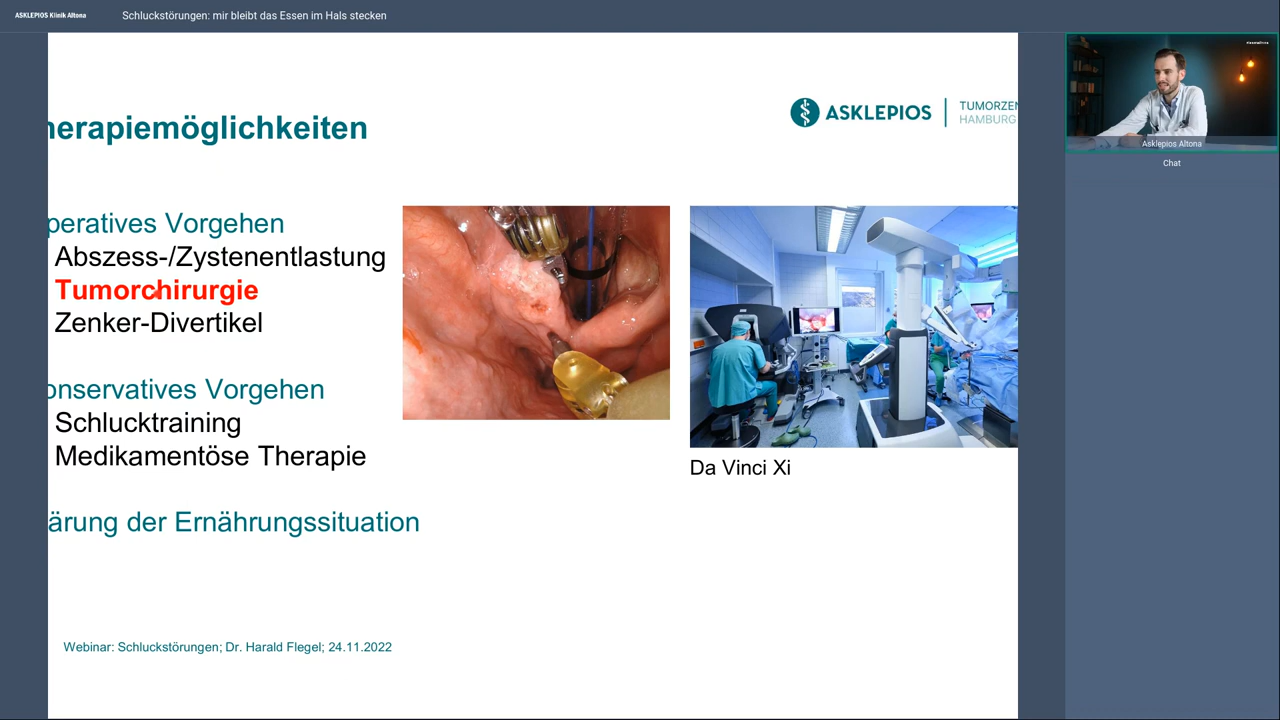 ASKLEPIOS Klinik Altona
Schluckstörungen: mir bleibt das Essen im Hals stecken
herapiemöglichkeiten
ASKLEPIOS
TUMORZEN
HAMBURG
peratives Vorgehen
Abszess-/Zystenentlastung
Tumorchirurgie
Zenker-Divertikel
onservatives Vorgehen
Schlucktraining
Medikamentöse Therapie
ärung der Ernährungssituation
Da Vinci Xi
Webinar: Schluckstörungen; Dr. Harald Flegel; 24.11.2022
Asklepios Altona
Chat